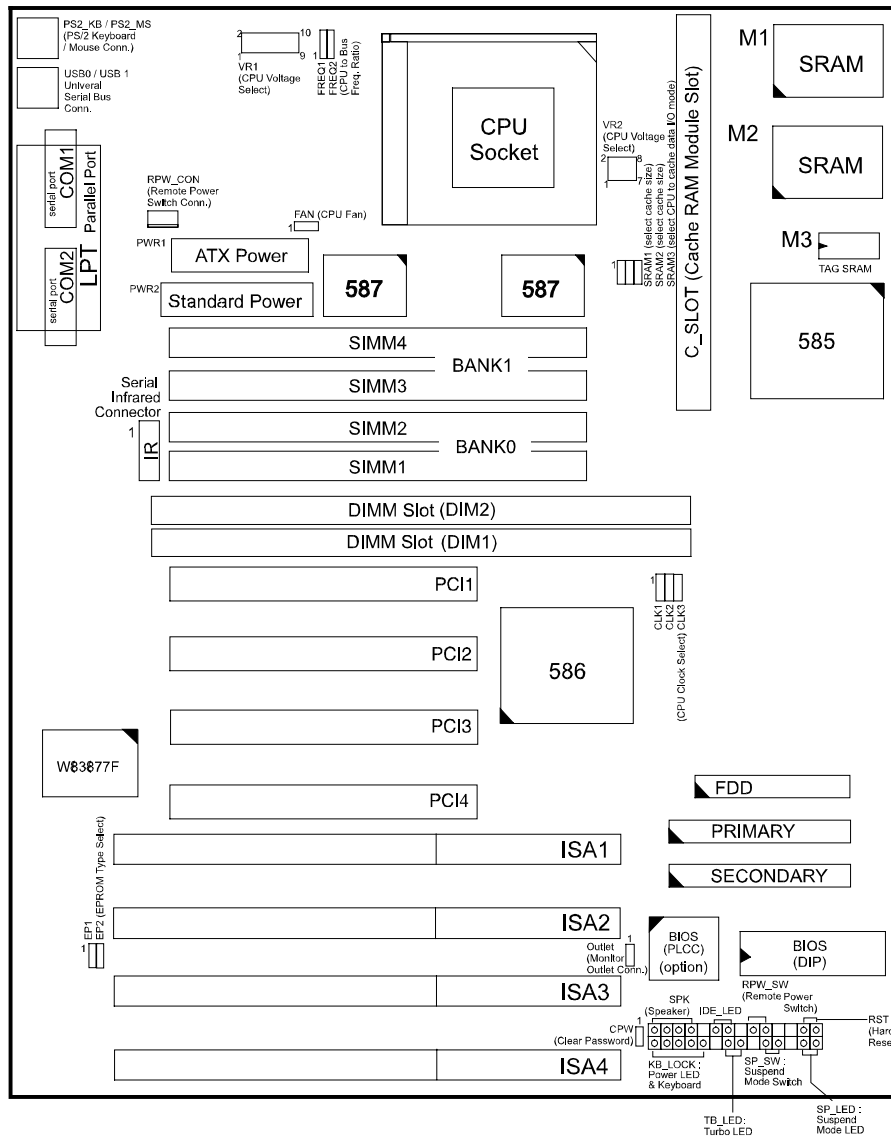 PS2_KB / PS2_MS
(PS/2 Keyboard
/ Mouse Conn.)
USB0 / USB 1
Univeral
Serial Bus
Conn.
2
10
1
9
VR1
(CPU Voltage
Select)
1
FREQ1
FREQ2
(CPU to Bus
Freq. Ratio)
CPU
Socket
VR2
(CPU Voltage
Select)
2
8
1
7
1
SRAM1 (select cache size)
SRAM2 (select cache size)
SRAM3 (select CPU to cache data I/O mode)
C_SLOT (Cache RAM Module Slot)
M1
SRAM
M2
SRAM
M3
TAG SRAM
585
serial port
COM1
Parallel Port
LPT
serial port
COM2
RPW_CON
(Remote Power
Switch Conn.)
FAN (CPU Fan)
1
PWR1
ATX Power
PWR2
Standard Power
587
587
SIMM4
BANK1
SIMM3
SIMM2
BANK0
SIMM1
Serial
Infrared
Connector
1
IR
DIMM Slot (DIM2)
DIMM Slot (DIM1)
PCI1
PCI2
PCI3
PCI4
1
CLK1
CLK2
CLK3
(CPU Clock Select)
586
W83877F
FDD
PRIMARY
SECONDARY
ISA1
ISA2
ISA3
ISA4
1
EP1
EP2 (EPROM Type Select)
Outlet
(Monitor
Outlet Conn.)
1
BIOS
(PLCC)
(option)
BIOS
(DIP)
RPW_SW
(Remote Power
Switch)
SPK
(Speaker)
IDE_LED
RST
(Hard
Rese
CPW
(Clear Password)
1
KB_LOCK :
Power LED
& Keyboard
SP_SW :
Suspend
Mode Switch
TB_LED:
Turbo LED
SP_LED :
Suspend
Mode LED